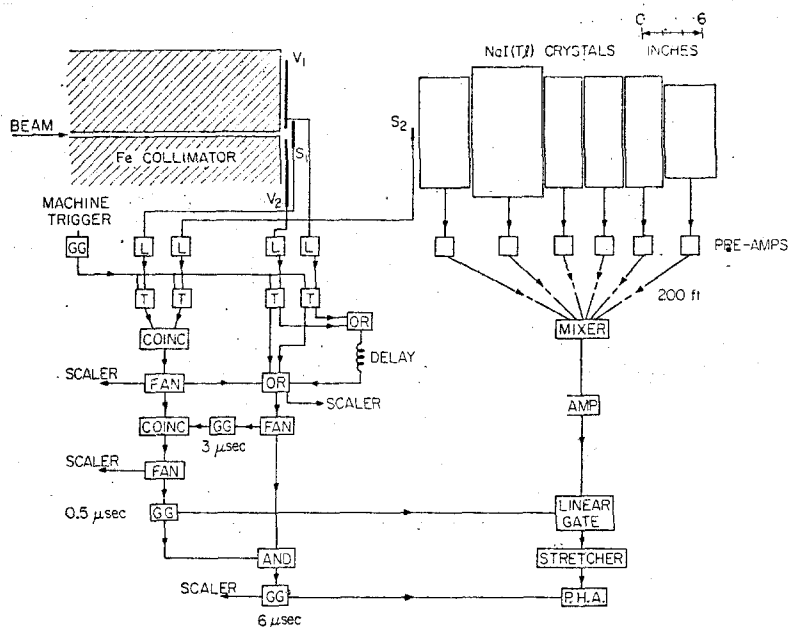 0 6
NaI(Tl) CRYSTALS INCHES
V1
BEAM
S2
S1
Fe COLLIMATOR
V2
MACHINE
TRIGGER
GG L L L L PRE-AMPS
T T T T
200 ft
OR
MIXER
COINC
DELAY
SCALER
FAN OR
SCALER
AMP
COINC GG FAN
3 μsec
SCALER
FAN
0.5 μsec GG
LINEAR
GATE
AND STRETCHER
SCALER
GG P.H.A.
6 μsec